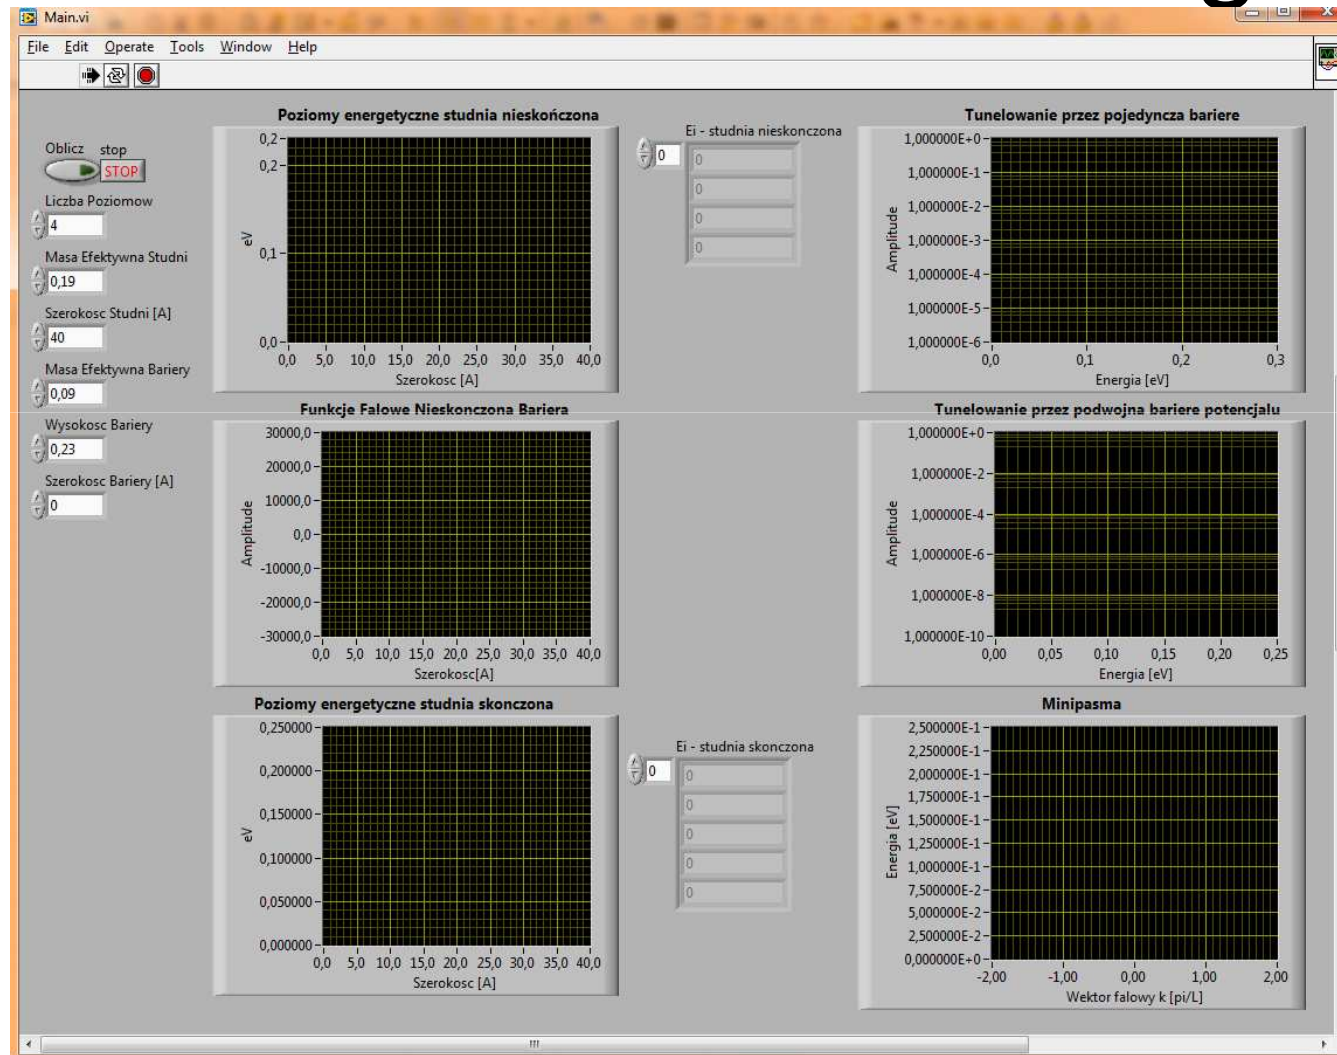 g
Main.vi
File Edit Operate Tools Window Help
Oblicz stop
STOP
Liczba Poziomow
4
Masa Efektywna Studni
0,19
Szerokosc Studni [A]
40
Masa Efektywna Bariery
0,09
Wysokosc Bariery
0,23
Szerokosc Bariery [A]
0
Poziomy energetyczne studnia nieskończona
0,2
0,2
0,1
0,0
eV
0,0 5,0 10,0 15,0 20,0 25,0 30,0 35,0 40,0
Szerokosc [A]
Ei - studnia nieskonczona
0
0
0
0
0
Tunelowanie przez pojedyncza bariere
1,000000E+0
1,000000E-1
1,000000E-2
1,000000E-3
1,000000E-4
1,000000E-5
1,000000E-6
Amplitude
0,0 0,1 0,2 0,3
Energia [eV]
Funkcje Falowe Nieskonczona Bariera
30000,0
20000,0
10000,0
0,0
-10000,0
-20000,0
-30000,0
Amplitude
0,0 5,0 10,0 15,0 20,0 25,0 30,0 35,0 40,0
Szerokosc[A]
Tunelowanie przez podwojna bariere potencjalu
1,000000E+0
1,000000E-2
1,000000E-4
1,000000E-6
1,000000E-8
1,000000E-10
Amplitude
0,00 0,05 0,10 0,15 0,20 0,25
Energia [eV]
Poziomy energetyczne studnia skonczona
0,250000
0,200000
0,150000
0,100000
0,050000
0,000000
eV
0,0 5,0 10,0 15,0 20,0 25,0 30,0 35,0 40,0
Szerokosc [A]
Ei - studnia skonczona
0
0
0
0
0
0
Minipasma
2,500000E-1
2,250000E-1
2,000000E-1
1,750000E-1
1,500000E-1
1,250000E-1
1,000000E-1
7,500000E-2
5,000000E-2
2,500000E-2
0,000000E+0
Energia [eV]
-2,00 -1,00 0,00 1,00 2,00
Wektor falowy k [pi/L]